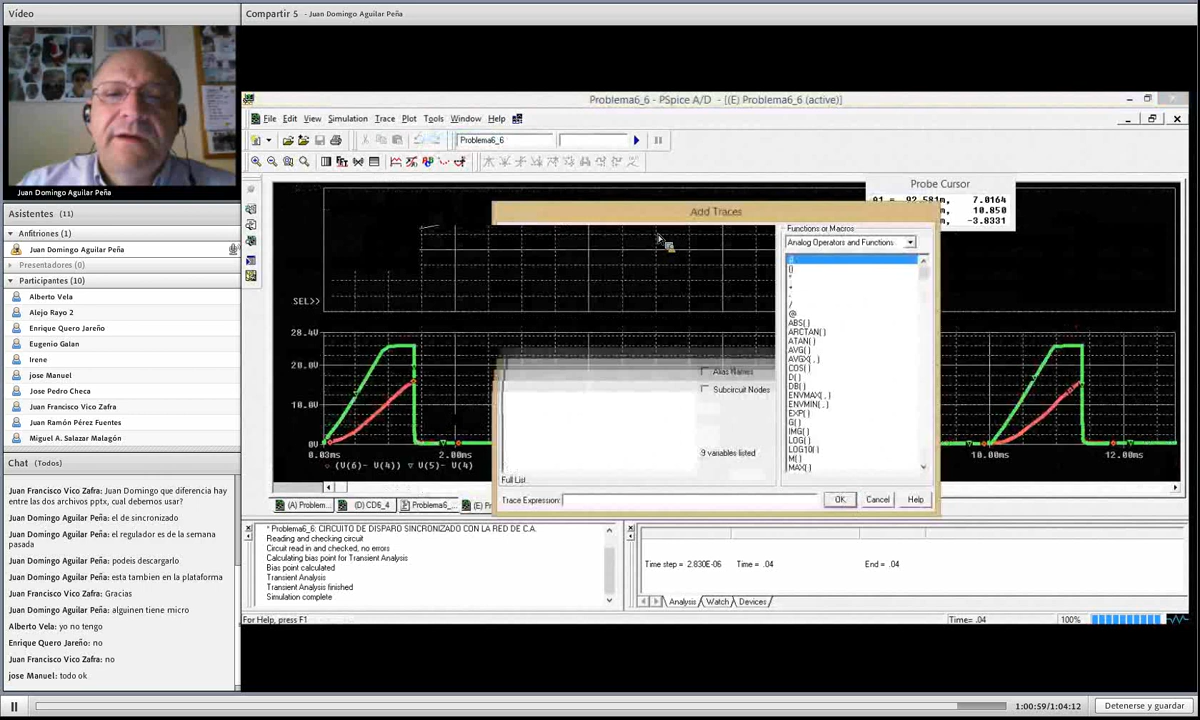 Vídeo
Juan Domingo Aguilar Peña
Asistentes (11)
Anfitriones (1)
Juan Domingo Aguilar Peña
Presentadores (0)
Participantes (10)
Alberto Vela
Alejo Rayo 2
Enrique Quero Jareño
Eugenio Galan
Irene
jose Manuel
Jose Pedro Checa
Juan Francisco Vico Zafra
Juan Ramón Pérez Fuentes
Miguel A. Salazar Malagón
Chat (Todos)
Juan Francisco Vico Zafra: Juan Domingo que diferencia hay
entre las dos archivos pptx, cual debemos usar?
Juan Domingo Aguilar Peña: el de sincronizado
Juan Domingo Aguilar Peña: el regulador es de la semana
pasada
Juan Domingo Aguilar Peña: podeis descargarlo
Juan Domingo Aguilar Peña: esta tambien en la plataforma
Juan Francisco Vico Zafra: Gracias
Juan Domingo Aguilar Peña: alguinen tiene micro
Alberto Vela: yo no tengo
Enrique Quero Jareño: no
Juan Francisco Vico Zafra: no
jose Manuel: todo ok
Compartir 5 - Juan Domingo Aguilar Peña
Problema6_6 - PSpice A/D - [(E) Problema6_6 (active)]
File Edit View Simulation Trace Plot Tools Window Help
Problema6_6
Probe Cursor
A1 = 92.581m, 7.0164
m, 10.850
m, -3.8331
SEL>>
28.4V
20.0V
10.0V
0V
0.03ms
2.00ms
10.00ms
12.00ms
(V(6)- V(4)) V(5)- V(4)
Add Traces
Functions or Macros
Analog Operators and Functions
#
()
*
+
-
/
@
ABS()
ARCTAN()
ATAN()
AVG()
AVGX(,)
COS()
D()
DB()
ENVMAX(,)
ENVMIN(,)
EXP()
G()
IMG()
LOG()
LOG10()
M()
MAX()
Alias Names
Subcircuit Nodes
9 variables listed
Full List
Trace Expression:
OK Cancel Help
(A) Problem... (D) CD6_4 Problema6_... (E) Pr
* Problema6_6: CIRCUITO DE DISPARO SINCRONIZADO CON LA RED DE C.A.
Reading and checking circuit
Circuit read in and checked, no errors
Calculating bias point for Transient Analysis
Bias point calculated
Transient Analysis
Transient Analysis finished
Simulation complete
Time step = 2.830E-06 Time = .04 End = .04
Analysis Watch Devices
For Help, press F1
Time= .04 100%
1:00:59/1:04:12
Detenerse y guardar